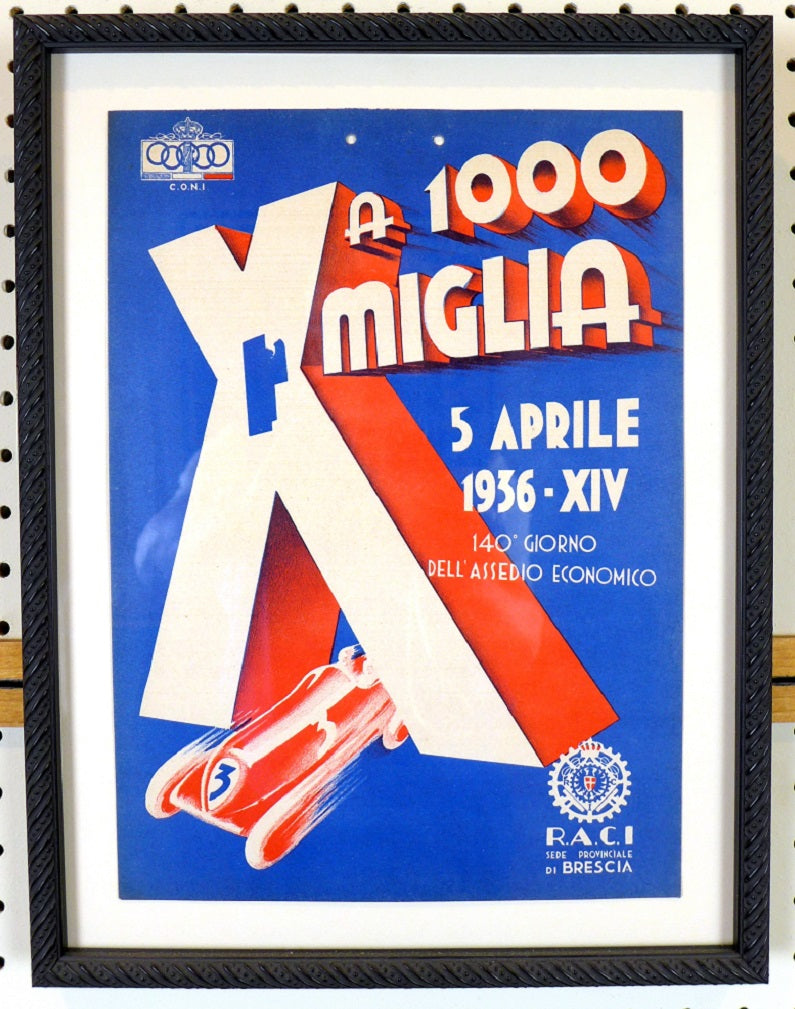 C.O.N.I
X A 1000
MIGLIA
5 APRILE
1936-XIV
140° GIORNO
DELL'ASSEDIO ECONOMICO
3
R.A.C.I
SEDE PROVINCIALE
DI BRESCIA